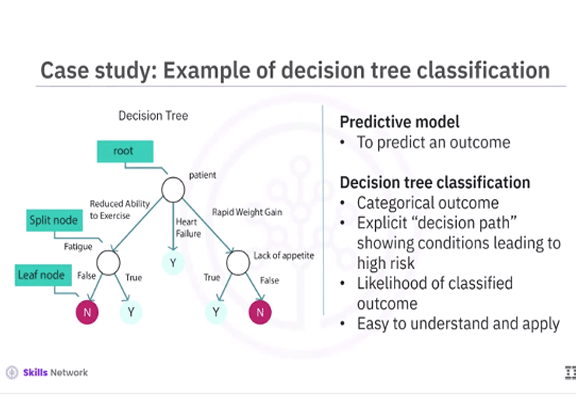 Case study: Example of decision tree classification
Decision Tree
root
patient
Reduced Ability
to Exercise
Heart
Failure
Rapid Weight Gain
Split node
Fatigue
Y
Lack of appetite
Leaf node
False
True
True
False
N
Y
Y
N
Predictive model
• To predict an outcome
Decision tree classification
• Categorical outcome
• Explicit “decision path”
showing conditions leading to
high risk
• Likelihood of classified
outcome
• Easy to understand and apply
Skills Network